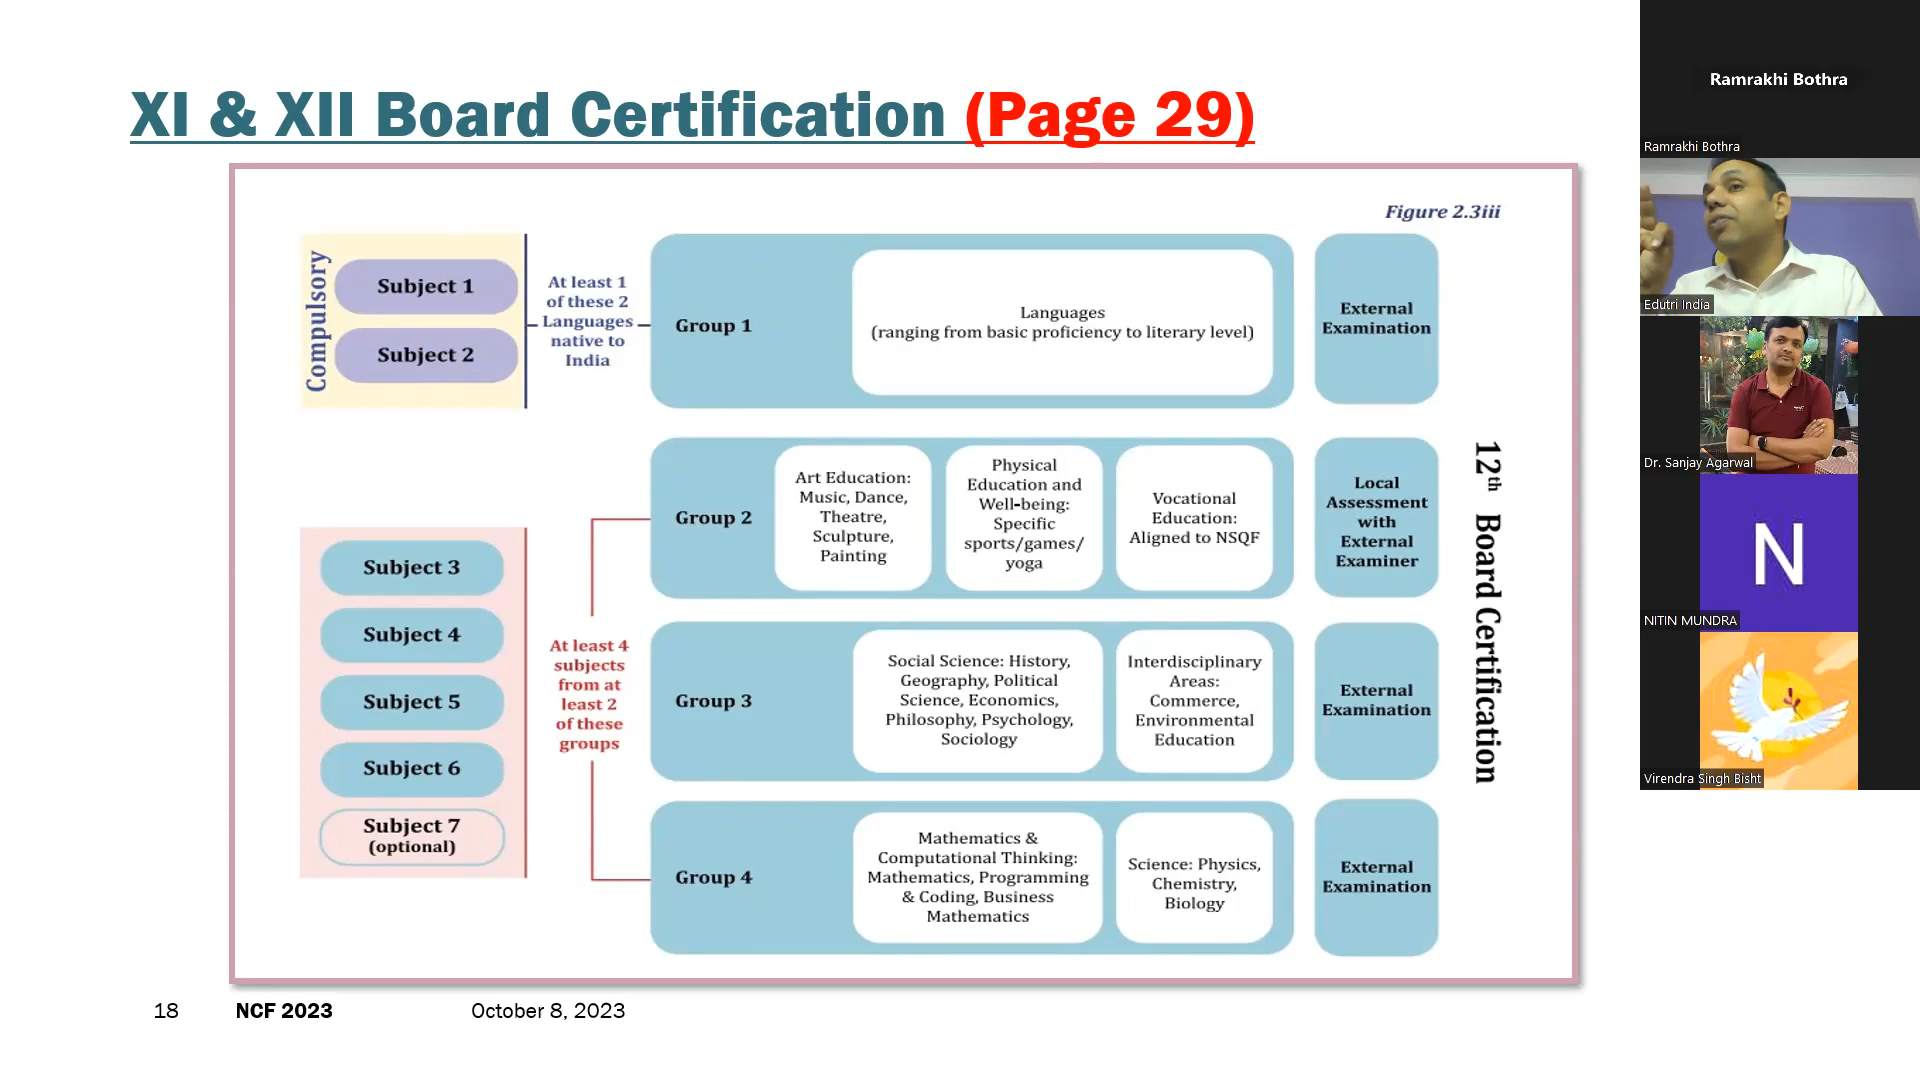 XI & XII Board Certification (Page 29)
Figure 2.3iii
Compulsory
Subject 1
Subject 2
At least 1
of these 2
Languages
native to
India
Group 1
Languages
(ranging from basic proficiency to literary level)
External
Examination
Subject 3
Subject 4
Subject 5
Subject 6
Subject 7
(optional)
At least 4
subjects
from at
least 2
of these
groups
Group 2
Art Education:
Music, Dance,
Theatre,
Sculpture,
Painting
Physical
Education and
Well-being:
Specific
sports/games/
yoga
Vocational
Education:
Aligned to NSQF
Local
Assessment
with
External
Examiner
Group 3
Social Science: History,
Geography, Political
Science, Economics,
Philosophy, Psychology,
Sociology
Interdisciplinary
Areas:
Commerce,
Environmental
Education
External
Examination
Group 4
Mathematics &
Computational Thinking:
Mathematics, Programming
& Coding, Business
Mathematics
Science: Physics,
Chemistry,
Biology
External
Examination
12th Board Certification
18 NCF 2023 October 8, 2023
Ramrakhi Bothra
Ramrakhi Bothra
Edutri India
Dr. Sanjay Agarwal
N
NITIN MUNDRA
Virendra Singh Bisht